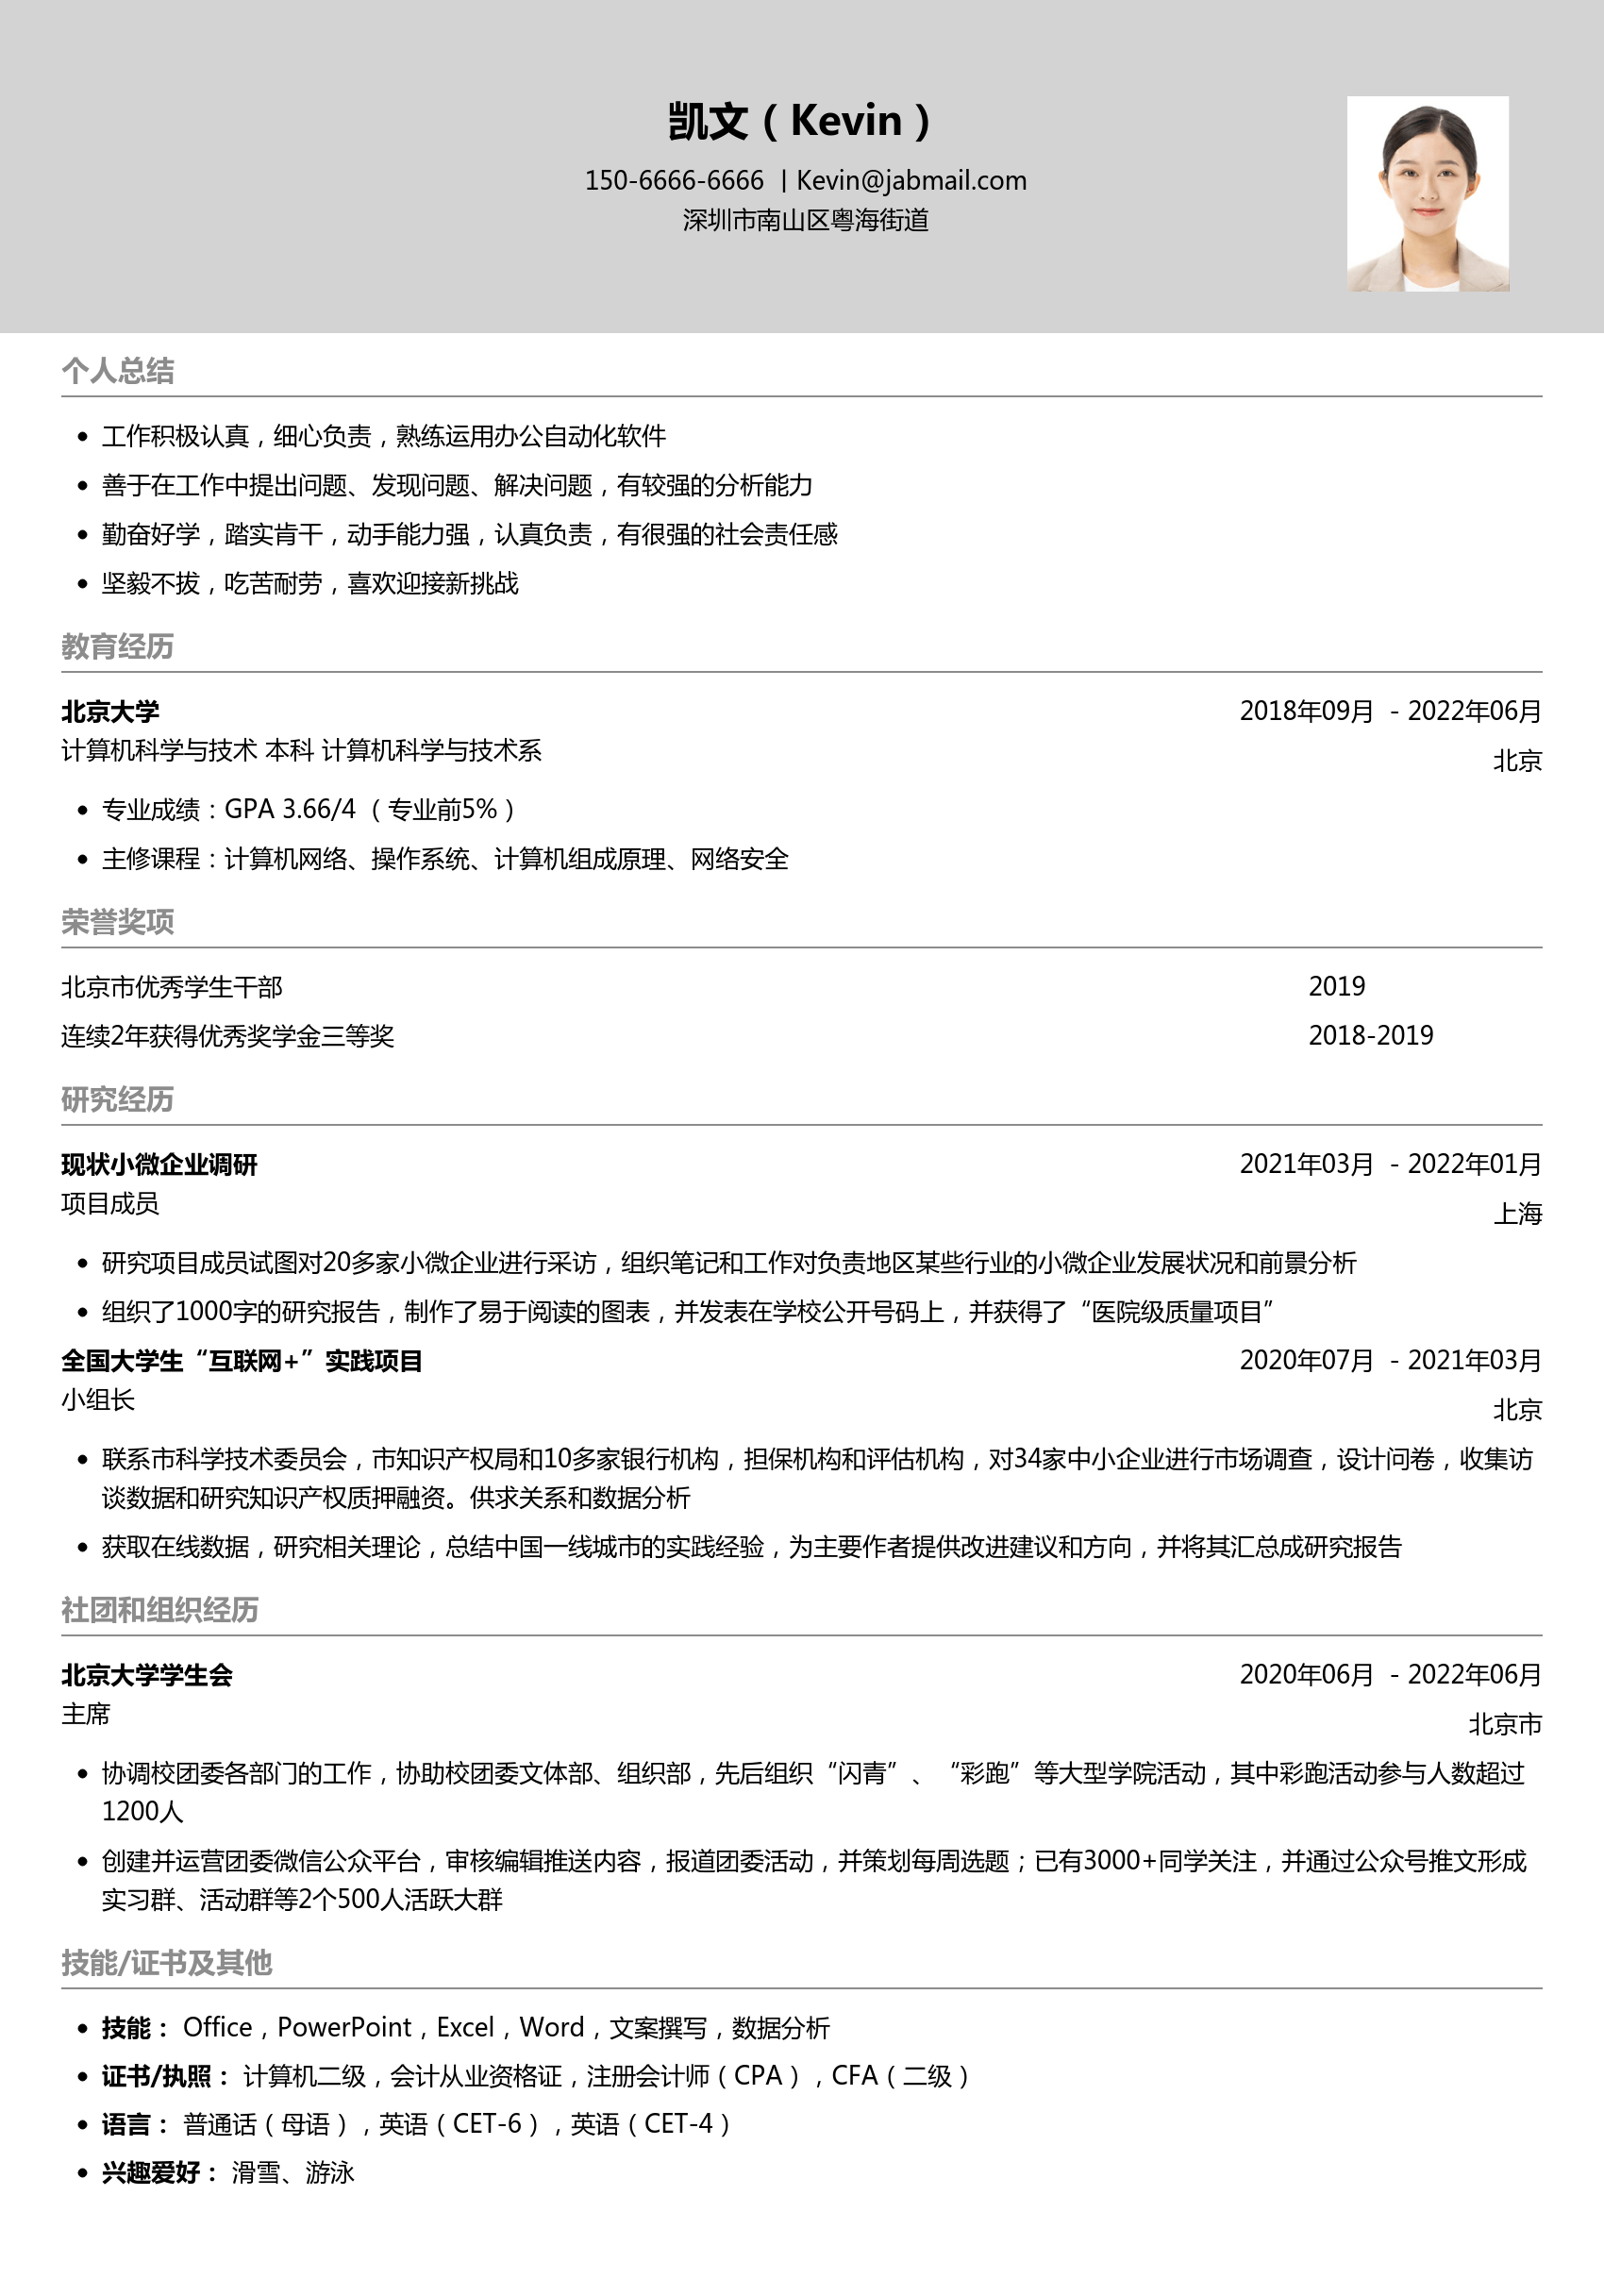 凯文（Kevin）
150-6666-6666 | Kevin@jabmail.com
深圳市南山区粤海街道
个人总结
• 工作积极认真，细心负责，熟练运用办公自动化软件
• 善于在工作中提出问题、发现问题、解决问题，有较强的分析能力
• 勤奋好学，踏实肯干，动手能力强，认真负责，有很强的社会责任感
• 坚毅不拔，吃苦耐劳，喜欢迎接新挑战
教育经历
北京大学 2018年09月 - 2022年06月
计算机科学与技术 本科 计算机科学与技术系 北京
• 专业成绩：GPA 3.66/4（专业前5%）
• 主修课程：计算机网络、操作系统、计算机组成原理、网络安全
荣誉奖项
北京市优秀学生干部 2019
连续2年获得优秀奖学金三等奖 2018-2019
研究经历
现状小微企业调研 2021年03月 - 2022年01月
项目成员 上海
• 研究项目成员试图对20多家小微企业进行采访，组织笔记和工作对负责地区某些行业的小微企业发展状况和前景分析
• 组织了1000字的研究报告，制作了易于阅读的图表，并发表在学校公开号码上，并获得了“医院级质量项目”
全国大学生“互联网+”实践项目 2020年07月 - 2021年03月
小组长 北京
• 联系市科学技术委员会，市知识产权局和10多家银行机构，担保机构和评估机构，对34家中小企业进行市场调查，设计问卷，收集访
谈数据和研究知识产权质押融资。供求关系和数据分析
• 获取在线数据，研究相关理论，总结中国一线城市的实践经验，为主要作者提供改进建议和方向，并将其汇总成研究报告
社团和组织经历
北京大学学生会 2020年06月 - 2022年06月
主席 北京市
• 协调校团委各部门的工作，协助校团委文体部、组织部，先后组织“闪青”、“彩跑”等大型学院活动，其中彩跑活动参与人数超过
1200人
• 创建并运营团委微信公众平台，审核编辑推送内容，报道团委活动，并策划每周选题；已有3000+同学关注，并通过公众号推文形成
实习群、活动群等2个500人活跃大群
技能/证书及其他
• 技能： Office，PowerPoint，Excel，Word，文案撰写，数据分析
• 证书/执照： 计算机二级，会计从业资格证，注册会计师（CPA），CFA（二级）
• 语言： 普通话（母语），英语（CET-6），英语（CET-4）
• 兴趣爱好： 滑雪、游泳